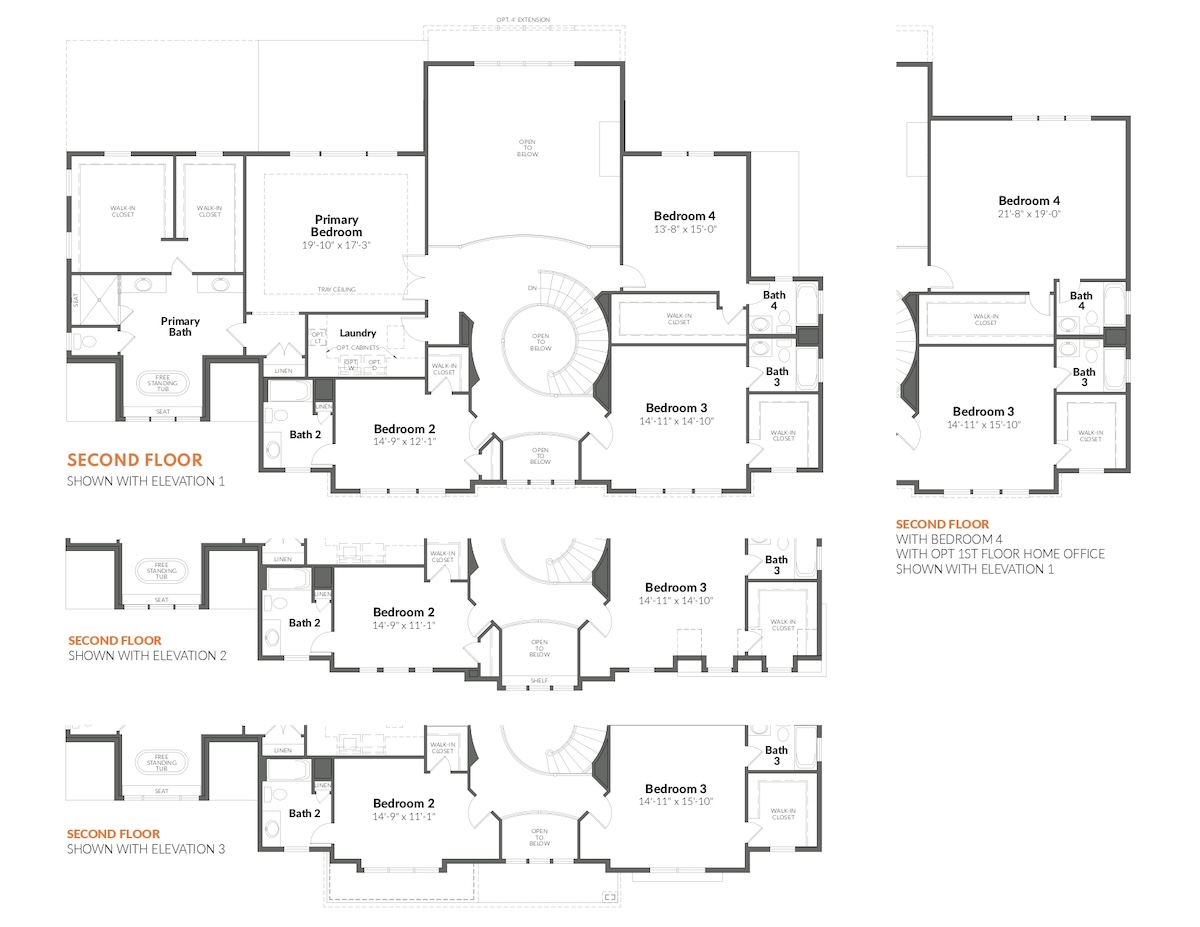 OPT. 4' EXTENSION
OPEN
TO
BELOW
WALK-IN
CLOSET
WALK-IN
CLOSET
Primary
Bedroom
19'-10" x 17'-3"
TRAY CEILING
Bedroom 4
13'-8" x 15'-0"
DN
SEAT
Primary
Bath
Laundry
OPT.
LT
OPT. CABINETS
OPT.
W
OPT.
D
LINEN
WALK-IN
CLOSET
OPEN
TO
BELOW
WALK-IN
CLOSET
Bath
4
Bath
3
FREE
STANDING
TUB
SEAT
LINEN
Bath 2
Bedroom 2
14'-9" x 12'-1"
OPEN
TO
BELOW
Bedroom 3
14'-11" x 14'-10"
WALK-IN
CLOSET
SECOND FLOOR
SHOWN WITH ELEVATION 1
Bedroom 4
21'-8" x 19'-0"
WALK-IN
CLOSET
Bath
4
Bath
3
Bedroom 3
14'-11" x 15'-10"
WALK-IN
CLOSET
SECOND FLOOR
WITH BEDROOM 4
WITH OPT 1ST FLOOR HOME OFFICE
SHOWN WITH ELEVATION 1
FREE
STANDING
TUB
SEAT
LINEN
WALK-IN
CLOSET
LINEN
Bath 2
Bedroom 2
14'-9" x 11'-1"
OPEN
TO
BELOW
SHELF
Bedroom 3
14'-11" x 14'-10"
Bath
3
WALK-IN
CLOSET
SECOND FLOOR
SHOWN WITH ELEVATION 2
FREE
STANDING
TUB
SEAT
LINEN
WALK-IN
CLOSET
LINEN
Bath 2
Bedroom 2
14'-9" x 11'-1"
OPEN
TO
BELOW
Bedroom 3
14'-11" x 15'-10"
Bath
3
WALK-IN
CLOSET
SECOND FLOOR
SHOWN WITH ELEVATION 3